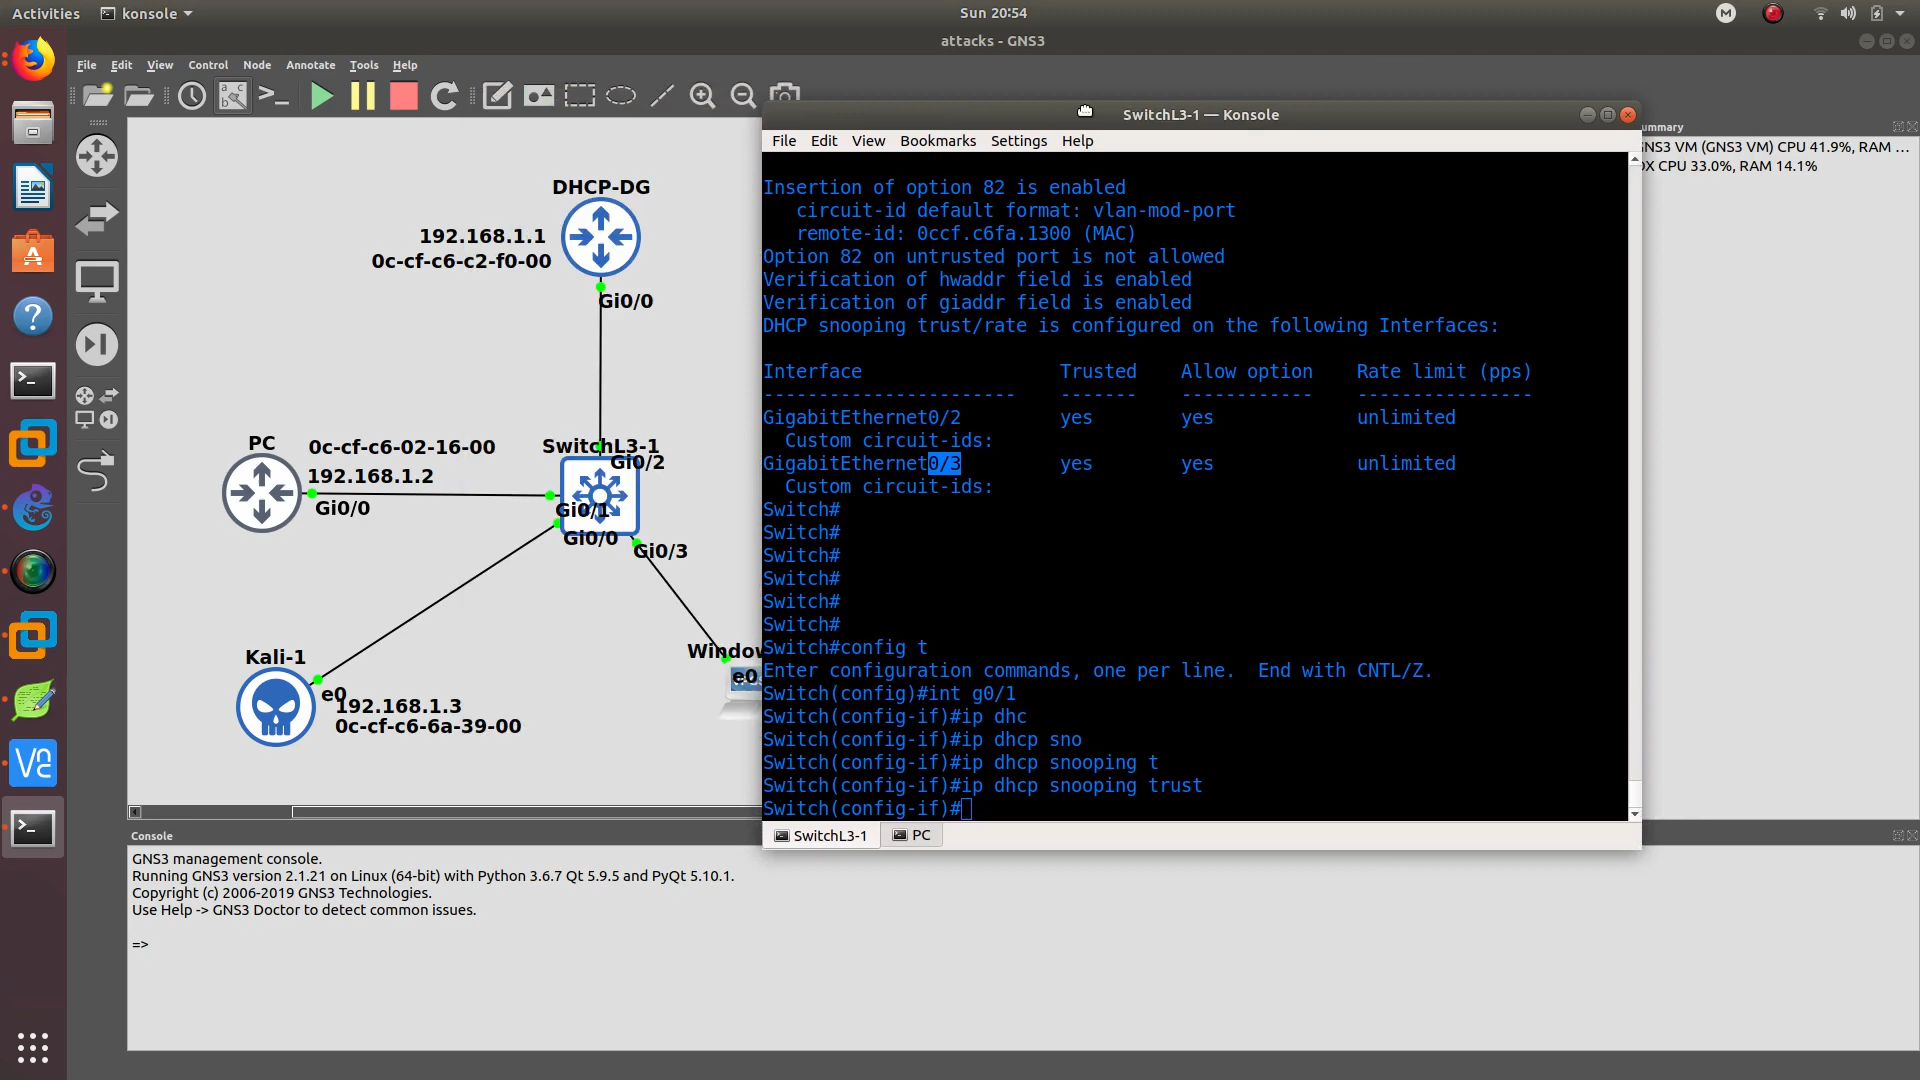 Activities
konsole
Sun 20:54
attacks - GNS3
File Edit View Control Node Annotate Tools Help
SwitchL3-1 — Konsole
File Edit View Bookmarks Settings Help
Insertion of option 82 is enabled
circuit-id default format: vlan-mod-port
remote-id: 0ccf.c6fa.1300 (MAC)
Option 82 on untrusted port is not allowed
Verification of hwaddr field is enabled
Verification of giaddr field is enabled
DHCP snooping trust/rate is configured on the following Interfaces:
Interface Trusted Allow option Rate limit (pps)
----------------------- ------- ------------ ----------------
GigabitEthernet0/2 yes yes unlimited
Custom circuit-ids:
GigabitEthernet0/3 yes yes unlimited
Custom circuit-ids:
Switch#
Switch#
Switch#
Switch#
Switch#
Switch#
Switch#config t
Enter configuration commands, one per line. End with CNTL/Z.
Switch(config)#int g0/1
Switch(config-if)#ip dhc
Switch(config-if)#ip dhcp sno
Switch(config-if)#ip dhcp snooping t
Switch(config-if)#ip dhcp snooping trust
Switch(config-if)#
SwitchL3-1
PC
DHCP-DG
192.168.1.1
0c-cf-c6-c2-f0-00
Gi0/0
PC
0c-cf-c6-02-16-00
192.168.1.2
Gi0/0
SwitchL3-1
Gi0/2
Gi0/1
Gi0/0
Gi0/3
Window
e0
Kali-1
e0
192.168.1.3
0c-cf-c6-6a-39-00
ummary
GNS3 VM (GNS3 VM) CPU 41.9%, RAM ...
OX CPU 33.0%, RAM 14.1%
Console
GNS3 management console.
Running GNS3 version 2.1.21 on Linux (64-bit) with Python 3.6.7 Qt 5.9.5 and PyQt 5.10.1.
Copyright (c) 2006-2019 GNS3 Technologies.
Use Help -> GNS3 Doctor to detect common issues.
=>